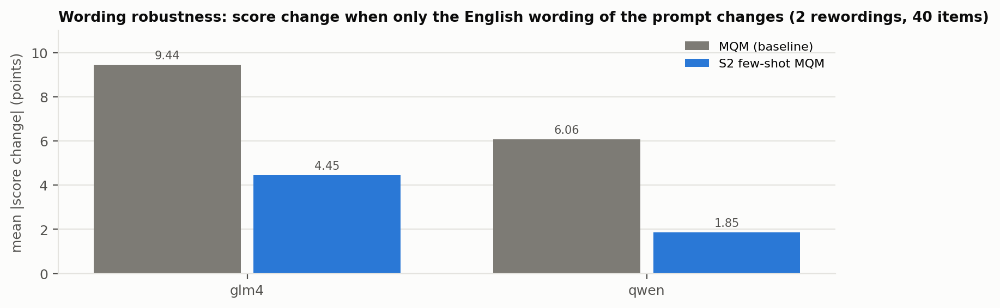 Wording robustness: score change when only the English wording of the prompt changes (2 rewordings, 40 items)
MQM (baseline)
S2 few-shot MQM
mean |score change| (points)
10
8
6
4
2
0
9.44
4.45
6.06
1.85
glm4
qwen